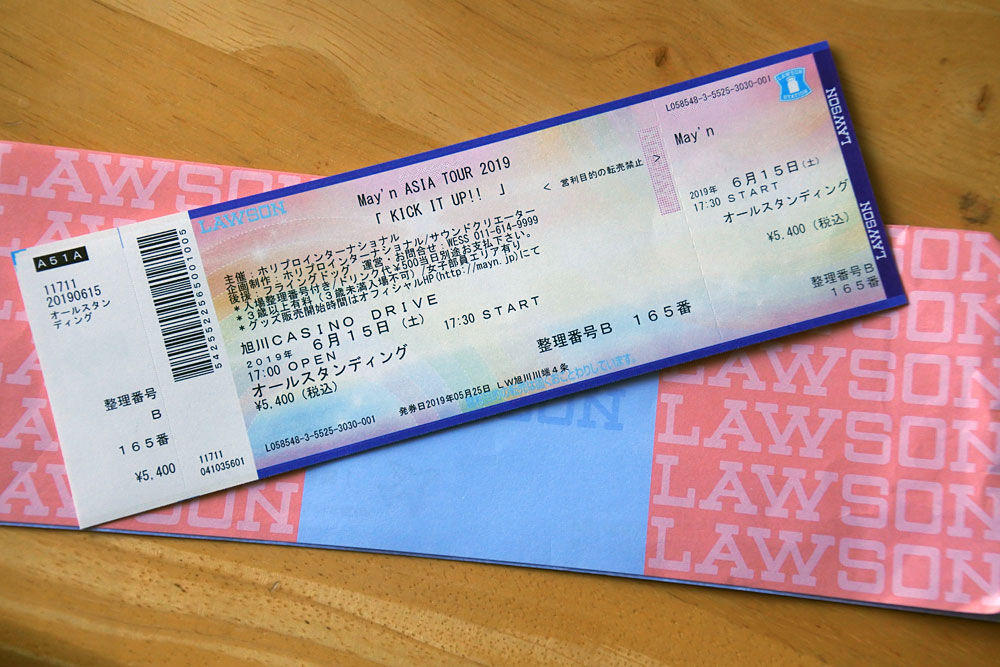 A51A
11711
20190615
オールスタン
ディング
整理番号
B
165番
¥5,400
5425522565001005
11711
041035601
LAWSON
May'n ASIA TOUR 2019
「 KICK IT UP!! 」
< 営利目的の転売禁止 >
主催：ホリプロインターナショナル
企画制作：ホリプロインターナショナル/サウンドクリエーター
後援：フライングドッグ 運営・お問合せ：WESS 011-614-9999
*入場整理番号付き/ドリンク代¥500当日別途お支払下さい。
*3歳以上有料（3歳未満入場不可）/女子部員エリア有り
*グッズ販売開始時間はオフィシャルHP(http://mayn.jp)にて
旭川CASINO DRIVE
2019年 6月15日（土）
17:00 OPEN 17:30 START
オールスタンディング
¥5,400（税込） 整理番号B 165番
L058548-3-5525-3030-001 発券日2019年05月25日 LW旭川川端4条
L058548-3-5525-3030-001
LAWSON
STATION
May'n
2019年 6月15日（土）
17:30 START
オールスタンディング
¥5,400（税込）
整理番号B
165番
LAWSON
LAWSON
LAWSON
LAWSON
LAWSON
LAWSON
LAWSON
LAWSON